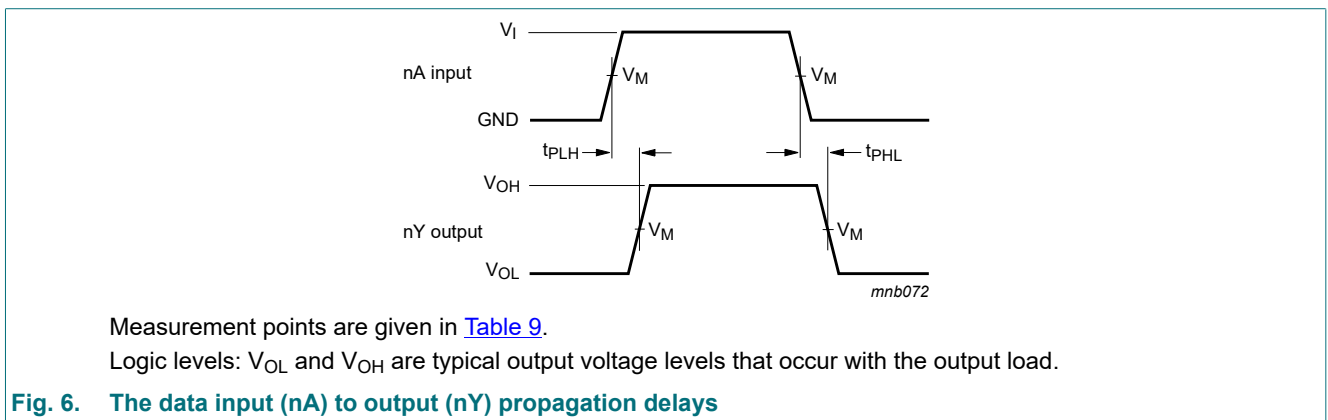 V_I
nA input
V_M
V_M
GND
t_PLH
t_PHL
V_OH
nY output
V_M
V_M
V_OL
mnb072
Measurement points are given in Table 9.
Logic levels: V_OL and V_OH are typical output voltage levels that occur with the output load.
Fig. 6. The data input (nA) to output (nY) propagation delays